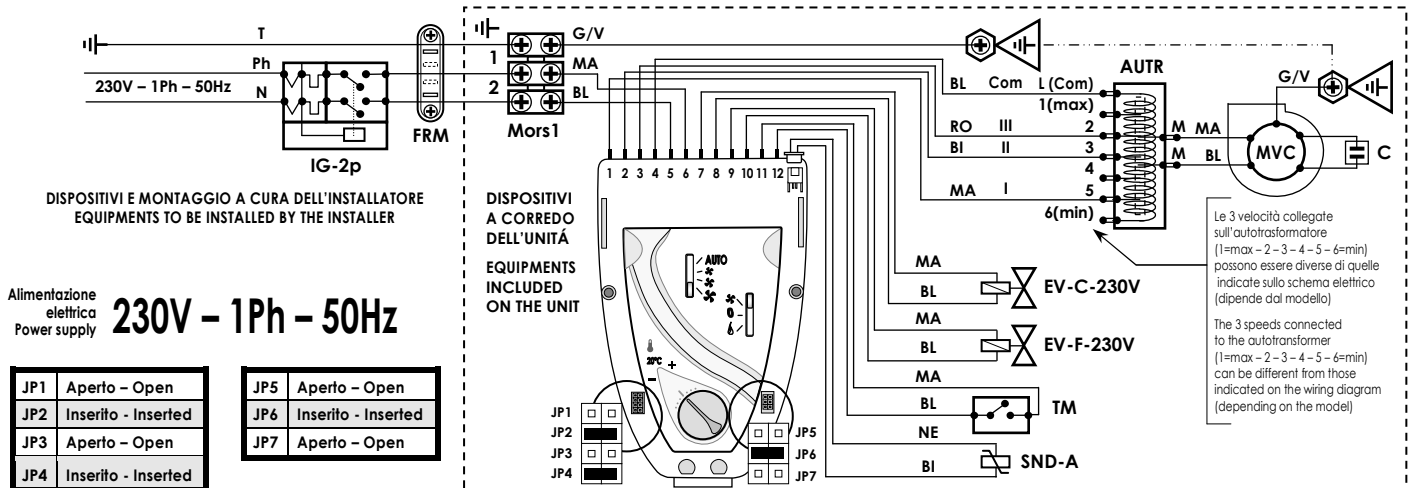 T
Ph
230V – 1Ph – 50Hz
N
IG-2p
FRM
1
2
Mors1
G/V
MA
BL
DISPOSITIVI E MONTAGGIO A CURA DELL'INSTALLATORE
EQUIPMENTS TO BE INSTALLED BY THE INSTALLER
Alimentazione
elettrica
Power supply
230V – 1Ph – 50Hz
JP1 Aperto – Open
JP2 Inserito - Inserted
JP3 Aperto – Open
JP4 Inserito - Inserted
JP5 Aperto – Open
JP6 Inserito - Inserted
JP7 Aperto – Open
DISPOSITIVI
A CORREDO
DELL'UNITÁ
EQUIPMENTS
INCLUDED
ON THE UNIT
1 2 3 4 5 6 7 8 9 10 11 12
AUTO
0
20°C
+
–
JP1
JP2
JP3
JP4
JP5
JP6
JP7
BL Com L (Com)
1(max)
RO III 2
BI II 3
4
MA I 5
6(min)
AUTR
M MA
M BL
MVC
C
G/V
MA
BL
EV-C-230V
MA
BL
EV-F-230V
MA
BL
TM
NE
BI
SND-A
Le 3 velocità collegate
sull'autotrasformatore
(1=max – 2 – 3 – 4 – 5 – 6=min)
possono essere diverse di quelle
indicate sullo schema elettrico
(dipende dal modello)
The 3 speeds connected
to the autotransformer
(1=max – 2 – 3 – 4 – 5 – 6=min)
can be different from those
indicated on the wiring diagram
(depending on the model)